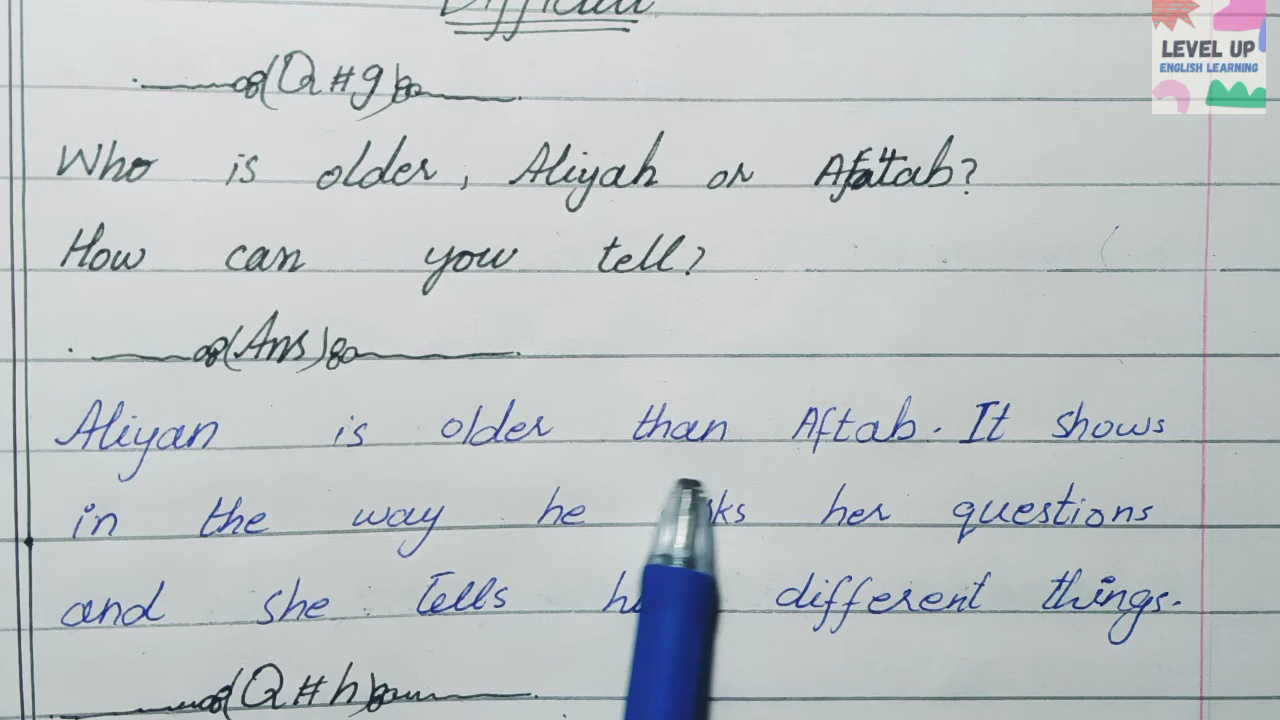 Difficult
LEVEL UP
ENGLISH LEARNING
(Q#g)
Who is older, Aliyah or Aftab?
How can you tell?
(Ans)
Aliyan is older than Aftab. It shows
in the way he her questions
and she tells different things.
(Q#h)